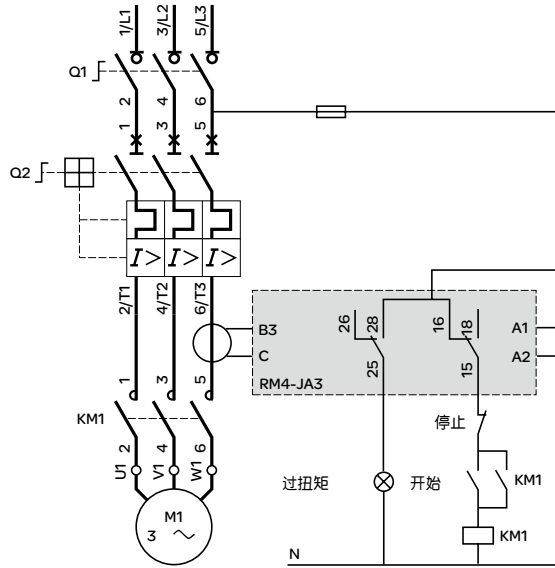 1/L1
3/L2
5/L3
Q1
2
4
6
1
3
5
Q2
I>
I>
I>
2/T1
4/T2
6/T3
B3
C
RM4-JA3
26
28
25
16
18
15
A1
A2
1
3
5
KM1
2
4
6
停止
U1
V1
W1
过扭矩
开始
KM1
M1
3
KM1
N